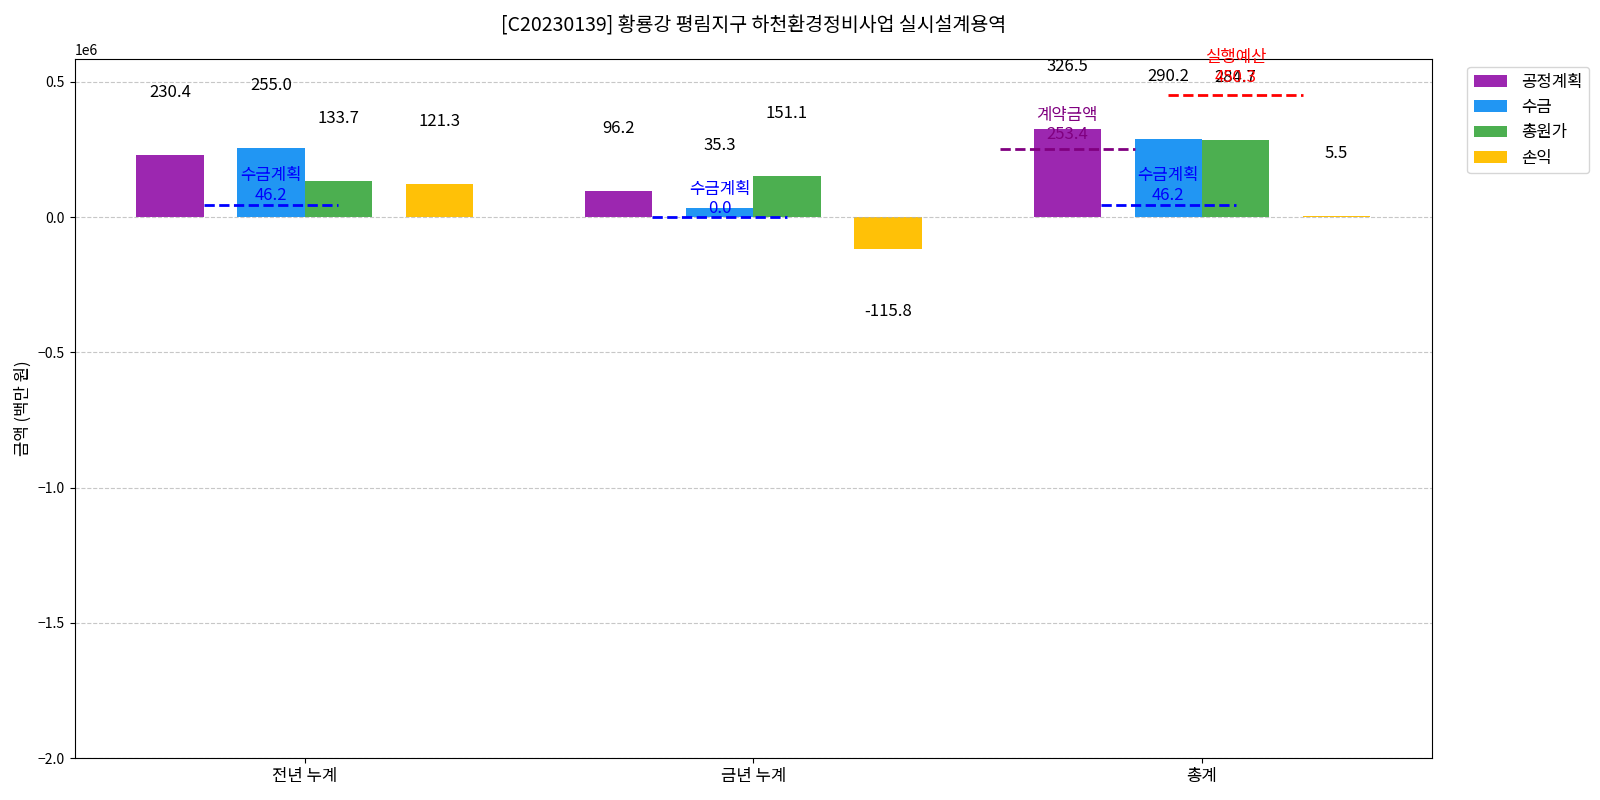 [C20230139] 황룡강 평림지구 하천환경정비사업 실시설계용역
1e6
금액 (백만 원)
0.5
0.0
−0.5
−1.0
−1.5
−2.0
230.4
255.0
133.7
121.3
수금계획
46.2
96.2
35.3
151.1
수금계획
0.0
-115.8
326.5
290.2
284.7
5.5
실행예산
계약금액
253.4
수금계획
46.2
전년 누계
금년 누계
총계
공정계획
수금
총원가
손익